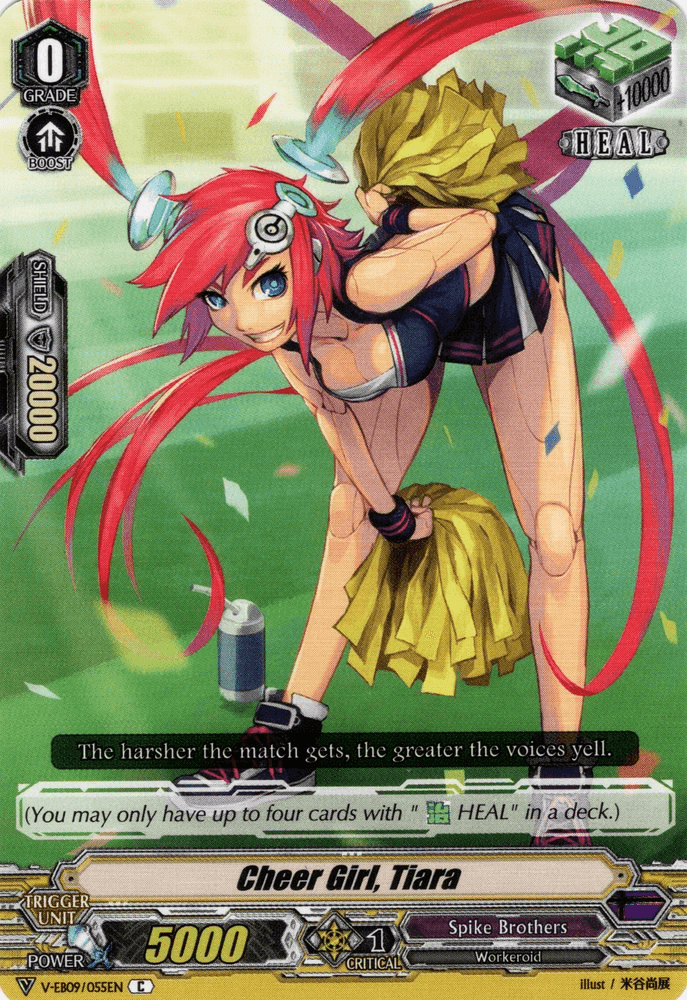 0
GRADE
BOOST
治
+10000
HEAL
SHIELD
20000
The harsher the match gets, the greater the voices yell.
(You may only have up to four cards with " 治 HEAL" in a deck.)
Cheer Girl, Tiara
TRIGGER
UNIT
POWER
5000
1
CRITICAL
Spike Brothers
Workeroid
V-EB09/055EN C
illust / 米谷尚展